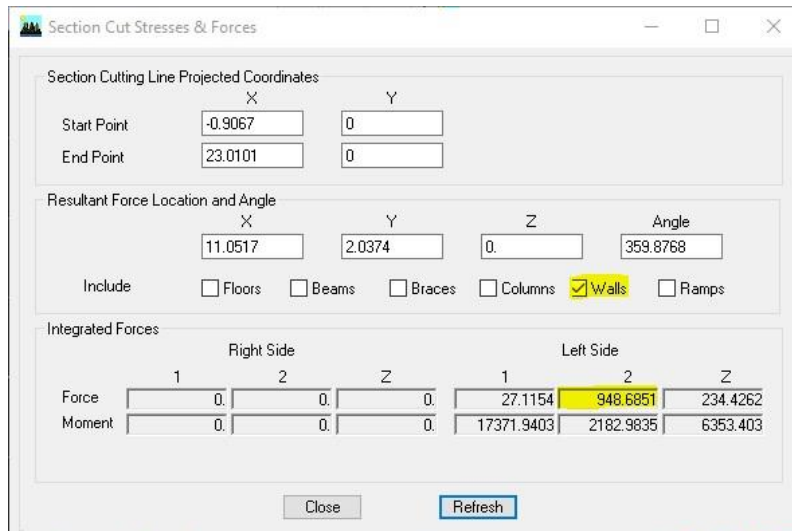 Section Cut Stresses & Forces
Section Cutting Line Projected Coordinates
X Y
Start Point -0.9067 0
End Point 23.0101 0
Resultant Force Location and Angle
X Y Z Angle
11.0517 2.0374 0. 359.8768
Include Floors Beams Braces Columns Walls Ramps
Integrated Forces
Right Side Left Side
1 2 Z 1 2 Z
Force 0. 0. 0. 27.1154 948.6851 234.4262
Moment 0. 0. 0. 17371.9403 2182.9835 6353.403
Close Refresh